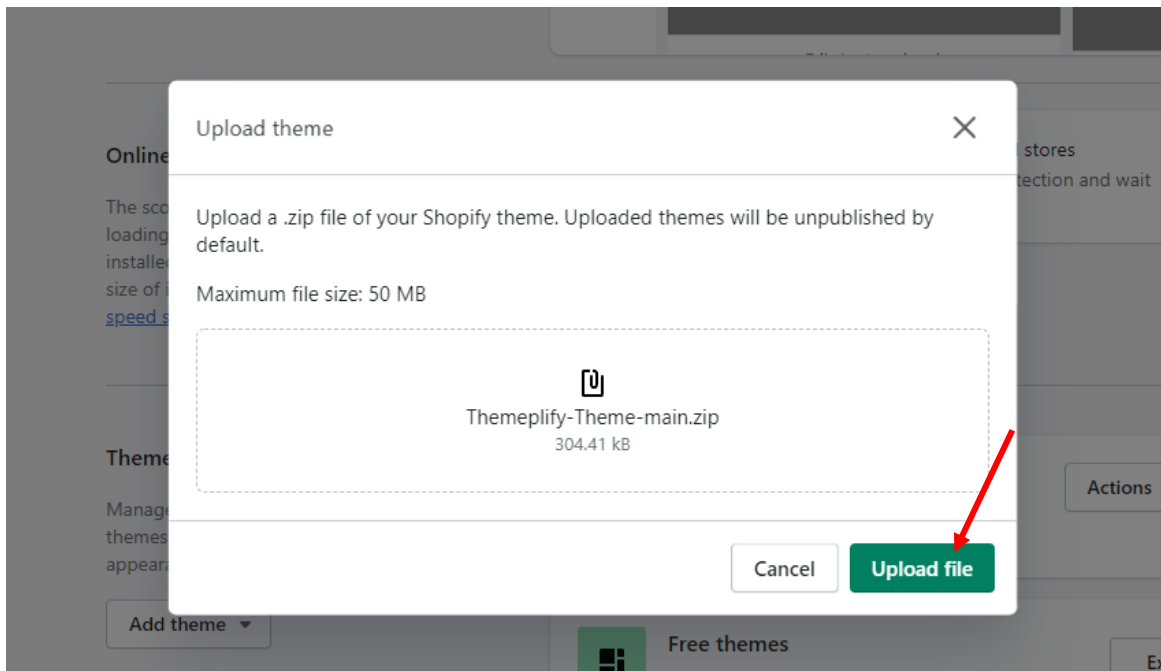 Upload theme
Upload a .zip file of your Shopify theme. Uploaded themes will be unpublished by
default.
Maximum file size: 50 MB
Themeplify-Theme-main.zip
304.41 kB
Cancel
Upload file
Online
The sco
loading
installe
size of i
speed s
stores
tection and wait
Theme
Manag
themes
appeara
Actions
Add theme
Free themes
Ex